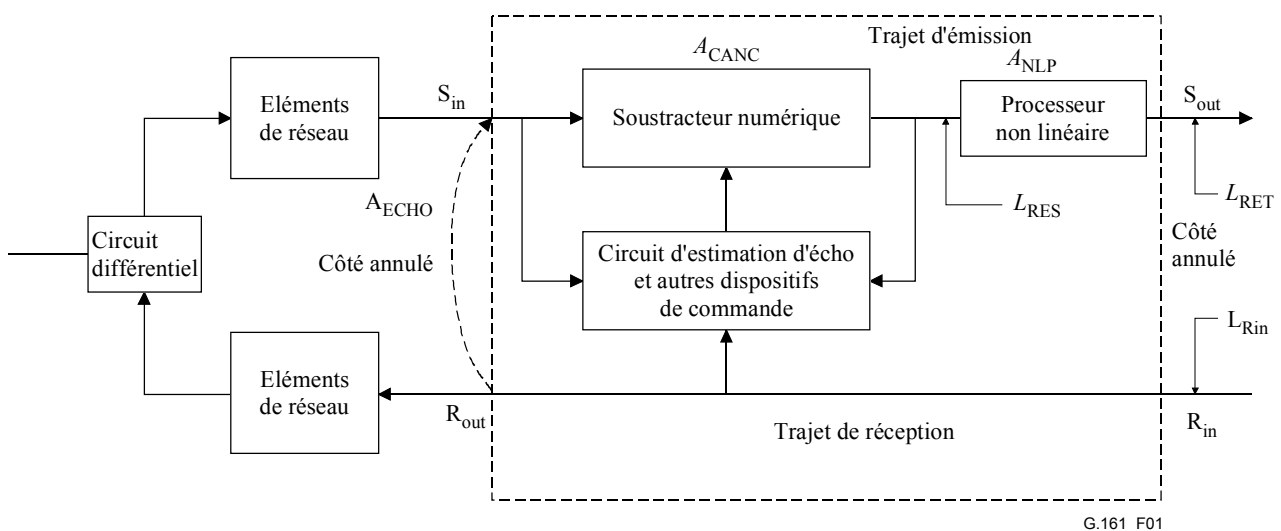 Trajet d'émission
A_CANC
A_NLP
Eléments
de réseau
S_in
Soustracteur numérique
Processeur
non linéaire
S_out
A_ECHO
L_RES
L_RET
Circuit
différentiel
Côté annulé
Circuit d'estimation d'écho
et autres dispositifs
de commande
Côté
annulé
L_Rin
Eléments
de réseau
R_out
Trajet de réception
R_in
G.161_F01